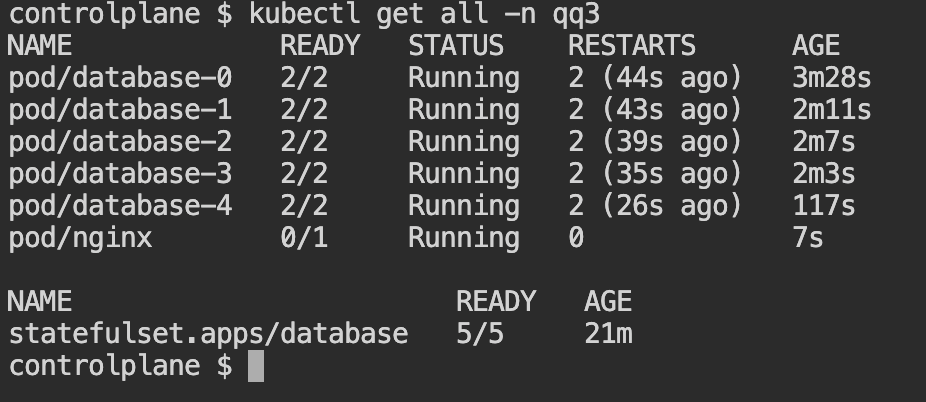 controlplane $ kubectl get all -n qq3
NAME READY STATUS RESTARTS AGE
pod/database-0 2/2 Running 2 (44s ago) 3m28s
pod/database-1 2/2 Running 2 (43s ago) 2m11s
pod/database-2 2/2 Running 2 (39s ago) 2m7s
pod/database-3 2/2 Running 2 (35s ago) 2m3s
pod/database-4 2/2 Running 2 (26s ago) 117s
pod/nginx 0/1 Running 0 7s
NAME READY AGE
statefulset.apps/database 5/5 21m
controlplane $